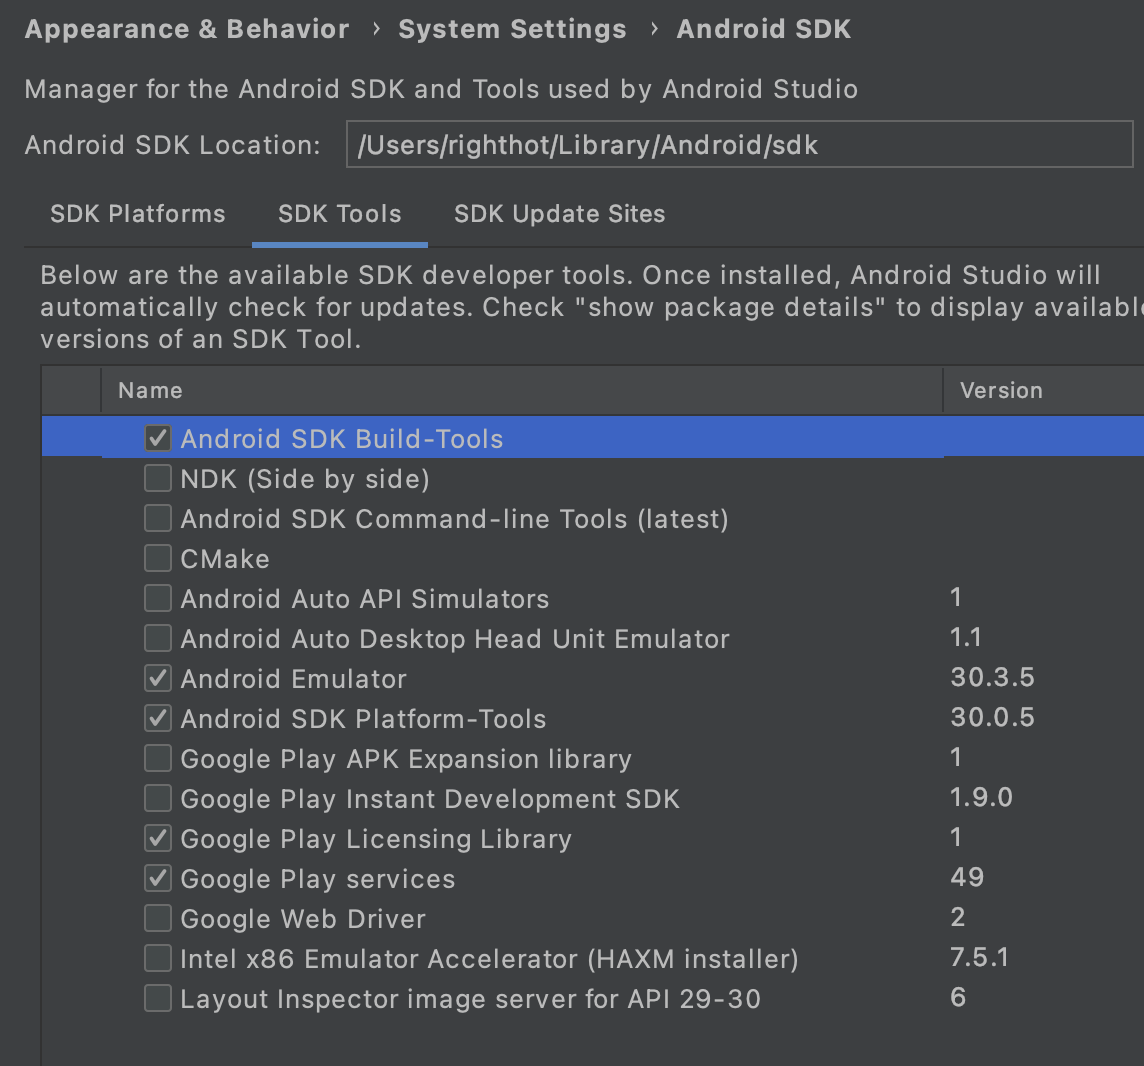 Appearance & Behavior › System Settings › Android SDK
Manager for the Android SDK and Tools used by Android Studio
Android SDK Location: /Users/righthot/Library/Android/sdk
SDK Platforms SDK Tools SDK Update Sites
Below are the available SDK developer tools. Once installed, Android Studio will
automatically check for updates. Check "show package details" to display available
versions of an SDK Tool.
Name Version
Android SDK Build-Tools
NDK (Side by side)
Android SDK Command-line Tools (latest)
CMake
Android Auto API Simulators 1
Android Auto Desktop Head Unit Emulator 1.1
Android Emulator 30.3.5
Android SDK Platform-Tools 30.0.5
Google Play APK Expansion library 1
Google Play Instant Development SDK 1.9.0
Google Play Licensing Library 1
Google Play services 49
Google Web Driver 2
Intel x86 Emulator Accelerator (HAXM installer) 7.5.1
Layout Inspector image server for API 29-30 6